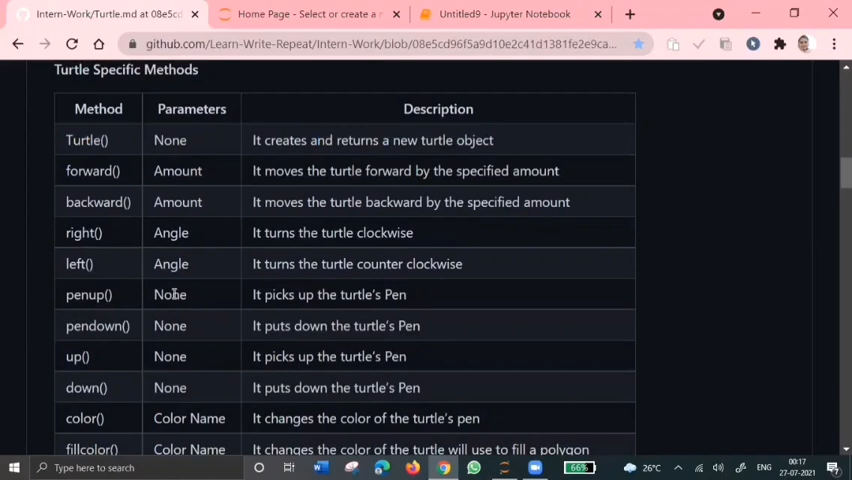 Intern-Work/Turtle.md at 08e5cd
Home Page - Select or create a n
Untitled9 - Jupyter Notebook
github.com/Learn-Write-Repeat/Intern-Work/blob/08e5cd96f5a9d10e2c41d1381fe2e9ca...
Turtle Specific Methods
Method Parameters Description
Turtle() None It creates and returns a new turtle object
forward() Amount It moves the turtle forward by the specified amount
backward() Amount It moves the turtle backward by the specified amount
right() Angle It turns the turtle clockwise
left() Angle It turns the turtle counter clockwise
penup() None It picks up the turtle's Pen
pendown() None It puts down the turtle's Pen
up() None It picks up the turtle's Pen
down() None It puts down the turtle's Pen
color() Color Name It changes the color of the turtle's pen
fillcolor() Color Name It changes the color of the turtle will use to fill a polygon
Type here to search
66%
26°C
ENG
00:17
27-07-2021
7